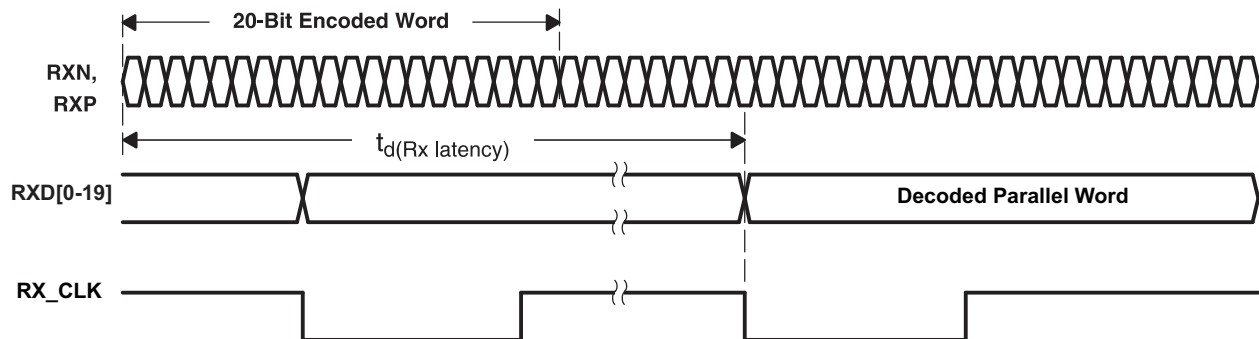 20-Bit Encoded Word
RXN,
RXP
td(Rx latency)
RXD[0-19]
Decoded Parallel Word
RX_CLK